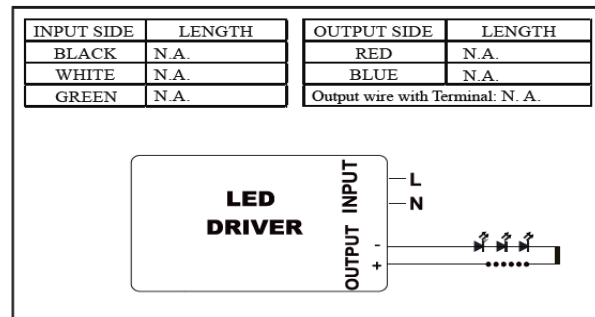 INPUT SIDE LENGTH
BLACK N.A.
WHITE N.A.
GREEN N.A.
OUTPUT SIDE LENGTH
RED N.A.
BLUE N.A.
Output wire with Terminal: N. A.
LED
DRIVER
INPUT
OUTPUT
L
N
-
+